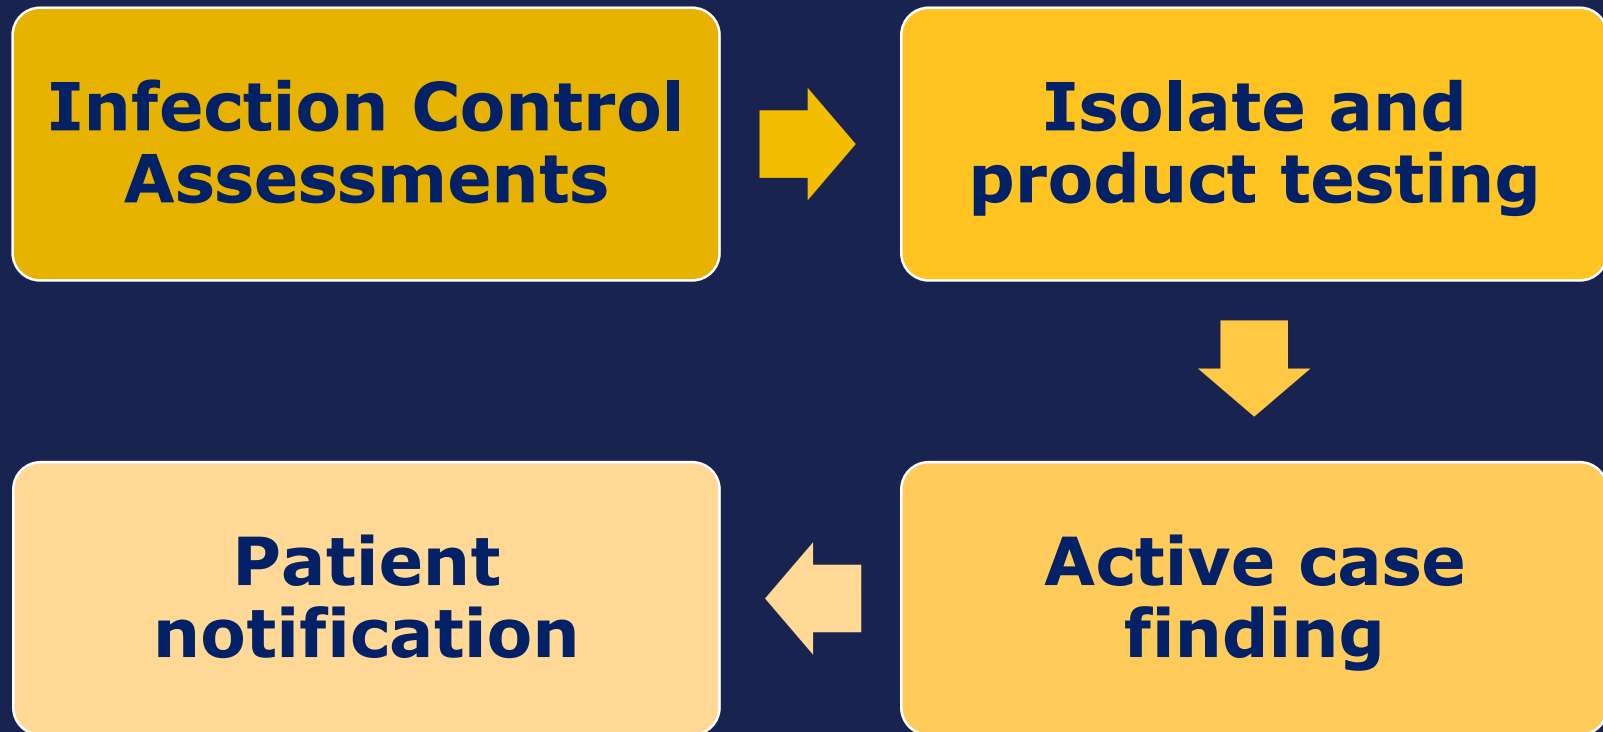 Infection Control
Assessments
Isolate and
product testing
Active case
finding
Patient
notification